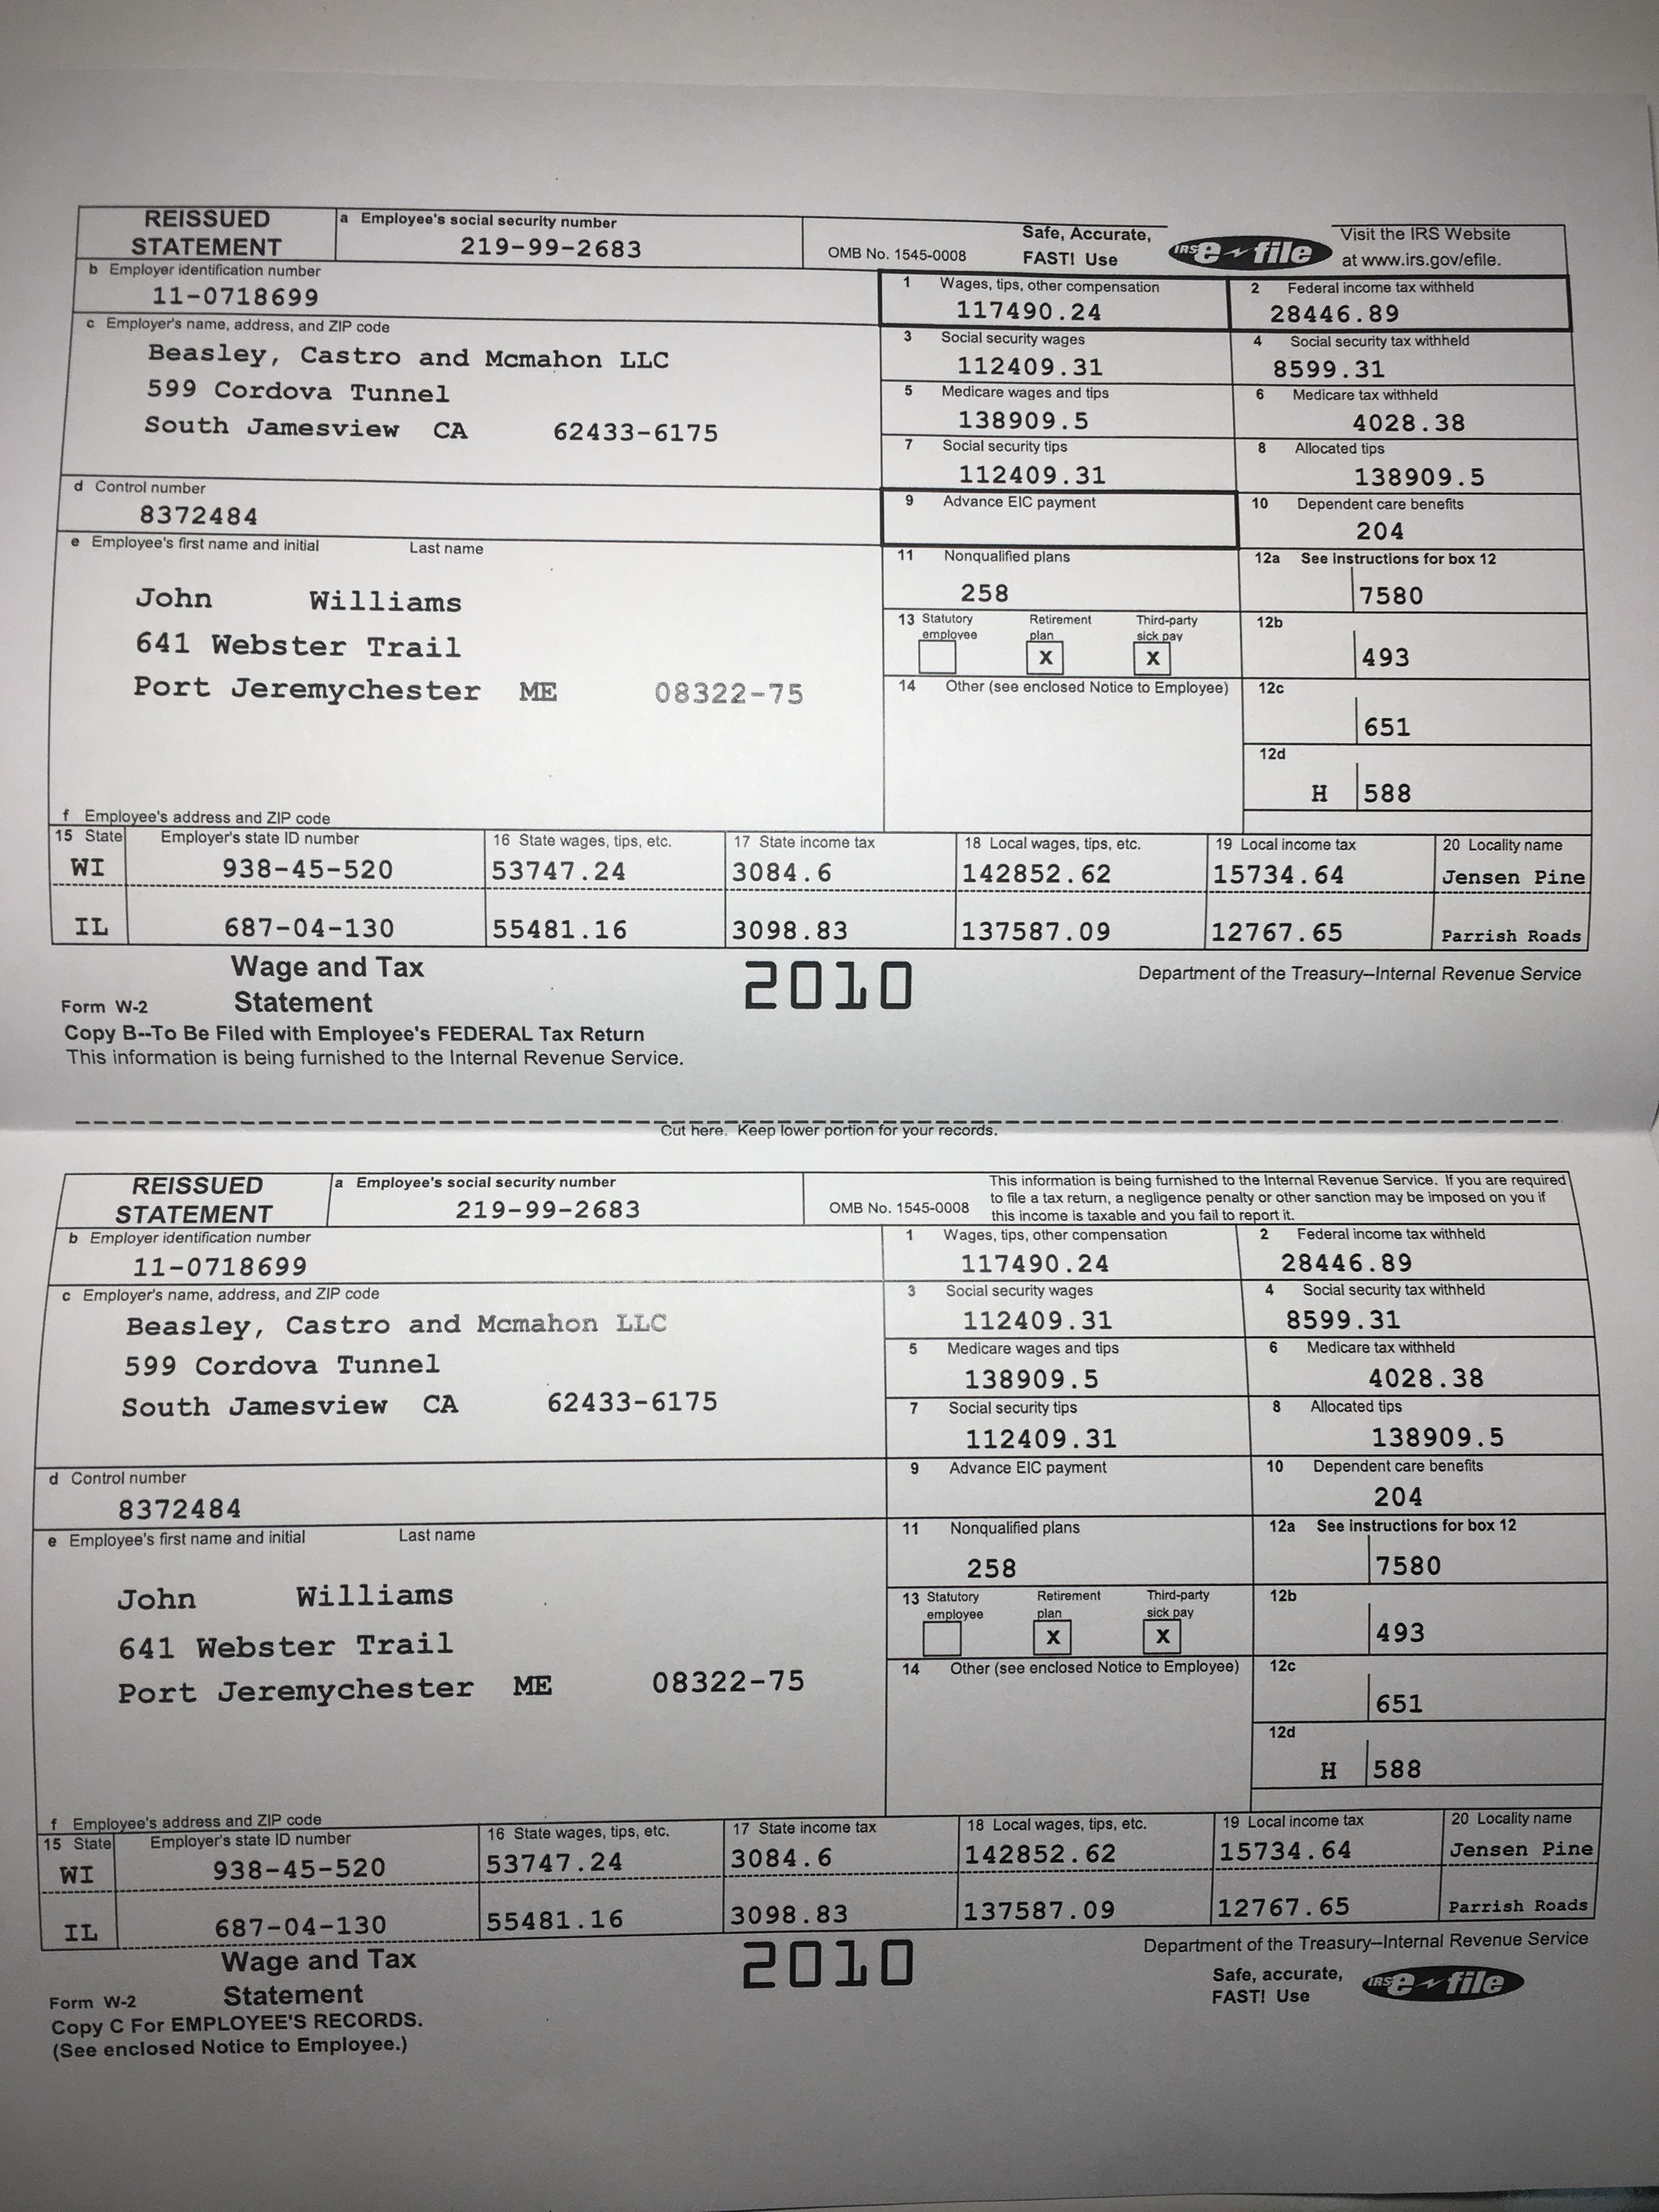 REISSUED STATEMENT
a Employee's social security number
219-99-2683
OMB No. 1545-0008
Safe, Accurate, FAST! Use
IRS e-file
Visit the IRS Website at www.irs.gov/efile.
b Employer identification number
11-0718699
1 Wages, tips, other compensation
117490.24
2 Federal income tax withheld
28446.89
c Employer's name, address, and ZIP code
Beasley, Castro and Mcmahon LLC
599 Cordova Tunnel
South Jamesview CA 62433-6175
3 Social security wages
112409.31
4 Social security tax withheld
8599.31
5 Medicare wages and tips
138909.5
6 Medicare tax withheld
4028.38
7 Social security tips
112409.31
8 Allocated tips
138909.5
d Control number
8372484
9 Advance EIC payment
10 Dependent care benefits
204
e Employee's first name and initial Last name
John Williams
641 Webster Trail
Port Jeremychester ME 08322-75
11 Nonqualified plans
258
12a See instructions for box 12
7580
13 Statutory employee
Retirement plan
X
Third-party sick pay
X
12b
493
14 Other (see enclosed Notice to Employee)
12c
651
12d
H 588
f Employee's address and ZIP code
15 State Employer's state ID number 16 State wages, tips, etc. 17 State income tax 18 Local wages, tips, etc. 19 Local income tax 20 Locality name
WI 938-45-520 53747.24 3084.6 142852.62 15734.64 Jensen Pine
IL 687-04-130 55481.16 3098.83 137587.09 12767.65 Parrish Roads
Form W-2 Wage and Tax Statement
2010
Department of the Treasury--Internal Revenue Service
Copy B--To Be Filed with Employee's FEDERAL Tax Return
This information is being furnished to the Internal Revenue Service.
Cut here. Keep lower portion for your records.
REISSUED STATEMENT
a Employee's social security number
219-99-2683
OMB No. 1545-0008
This information is being furnished to the Internal Revenue Service. If you are required
to file a tax return, a negligence penalty or other sanction may be imposed on you if
this income is taxable and you fail to report it.
b Employer identification number
11-0718699
1 Wages, tips, other compensation
117490.24
2 Federal income tax withheld
28446.89
c Employer's name, address, and ZIP code
Beasley, Castro and Mcmahon LLC
599 Cordova Tunnel
South Jamesview CA 62433-6175
3 Social security wages
112409.31
4 Social security tax withheld
8599.31
5 Medicare wages and tips
138909.5
6 Medicare tax withheld
4028.38
7 Social security tips
112409.31
8 Allocated tips
138909.5
d Control number
8372484
9 Advance EIC payment
10 Dependent care benefits
204
e Employee's first name and initial Last name
John Williams
641 Webster Trail
Port Jeremychester ME 08322-75
11 Nonqualified plans
258
12a See instructions for box 12
7580
13 Statutory employee
Retirement plan
X
Third-party sick pay
X
12b
493
14 Other (see enclosed Notice to Employee)
12c
651
12d
H 588
f Employee's address and ZIP code
15 State Employer's state ID number 16 State wages, tips, etc. 17 State income tax 18 Local wages, tips, etc. 19 Local income tax 20 Locality name
WI 938-45-520 53747.24 3084.6 142852.62 15734.64 Jensen Pine
IL 687-04-130 55481.16 3098.83 137587.09 12767.65 Parrish Roads
Form W-2 Wage and Tax Statement
2010
Department of the Treasury--Internal Revenue Service
Safe, accurate, FAST! Use
IRS e-file
Copy C For EMPLOYEE'S RECORDS.
(See enclosed Notice to Employee.)